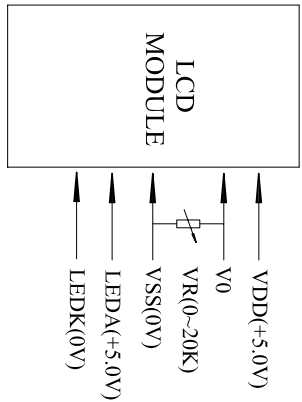 LCD
MODULE
VDD(+5.0V)
V0
VR(0~20K)
VSS(0V)
LEDA(+5.0V)
LEDK(0V)